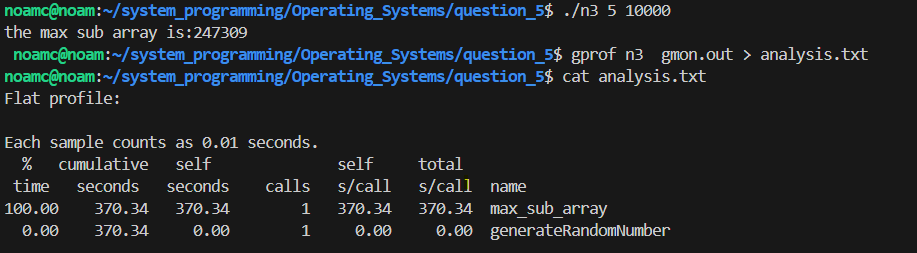 noamc@noam:~/system_programming/Operating_Systems/question_5$ ./n3 5 10000
the max sub array is:247309
noamc@noam:~/system_programming/Operating_Systems/question_5$ gprof n3  gmon.out > analysis.txt
noamc@noam:~/system_programming/Operating_Systems/question_5$ cat analysis.txt
Flat profile:
Each sample counts as 0.01 seconds.
  %   cumulative   self              self     total
 time   seconds   seconds    calls   s/call   s/call  name
100.00    370.34   370.34        1   370.34   370.34  max_sub_array
  0.00    370.34     0.00        1     0.00     0.00  generateRandomNumber